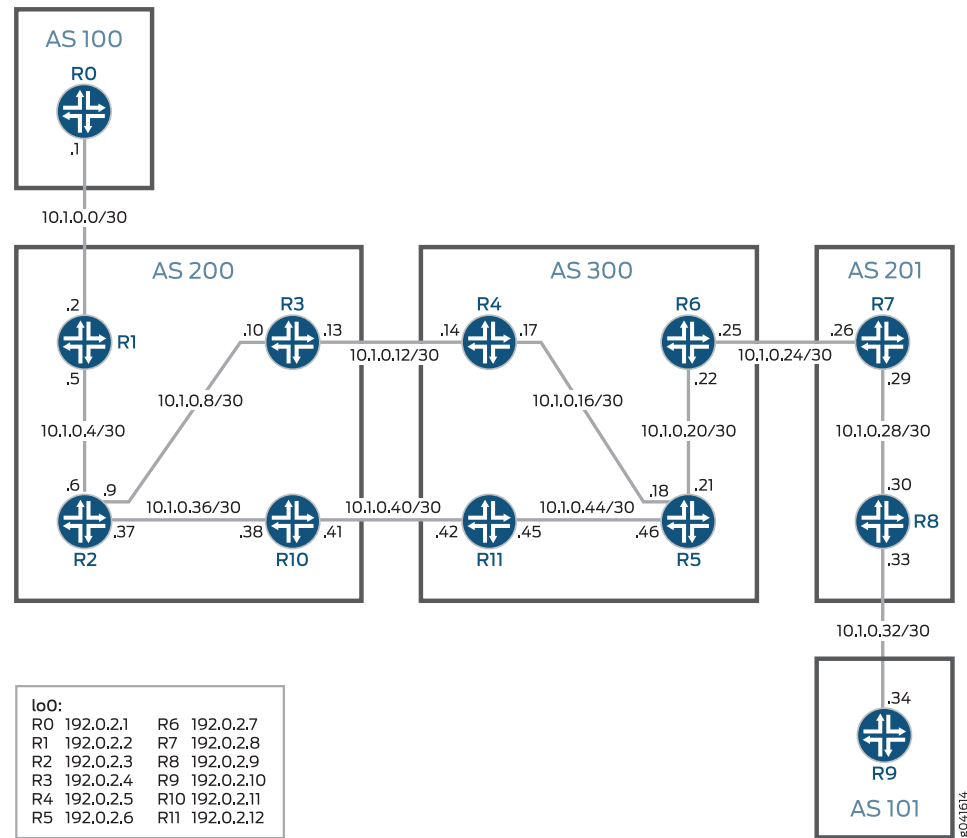 AS 100
R0
.1
10.1.0.0/30
AS 200
AS 300
AS 201
.2
R1
.5
R3
.10
.13
R4
.14
.17
10.1.0.12/30
R6
.25
.22
10.1.0.24/30
R7
.26
.29
10.1.0.8/30
10.1.0.16/30
10.1.0.4/30
10.1.0.20/30
10.1.0.28/30
.6
.9
.37
R2
10.1.0.36/30
.38
.41
R10
10.1.0.40/30
.42
.45
R11
10.1.0.44/30
.18
.21
.46
R5
.30
R8
.33
10.1.0.32/30
.34
R9
AS 101
lo0:
R0 192.0.2.1 R6 192.0.2.7
R1 192.0.2.2 R7 192.0.2.8
R2 192.0.2.3 R8 192.0.2.9
R3 192.0.2.4 R9 192.0.2.10
R4 192.0.2.5 R10 192.0.2.11
R5 192.0.2.6 R11 192.0.2.12
g041614